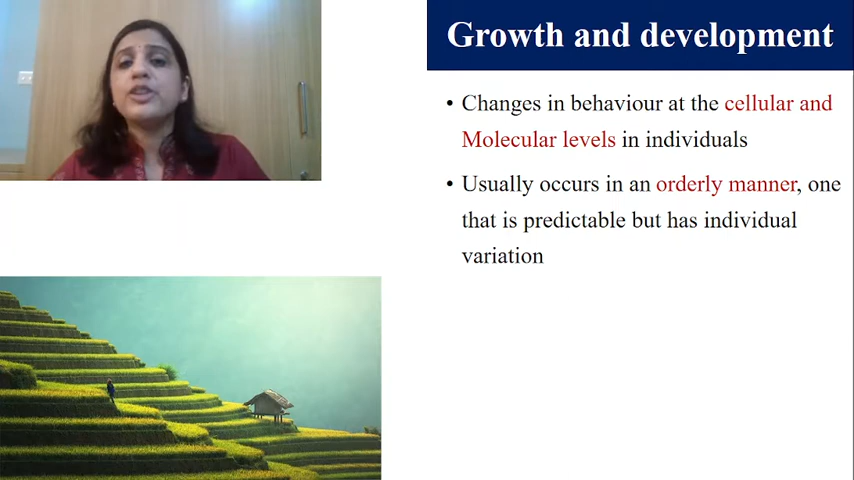 Growth and development
• Changes in behaviour at the cellular and
Molecular levels in individuals
• Usually occurs in an orderly manner, one
that is predictable but has individual
variation